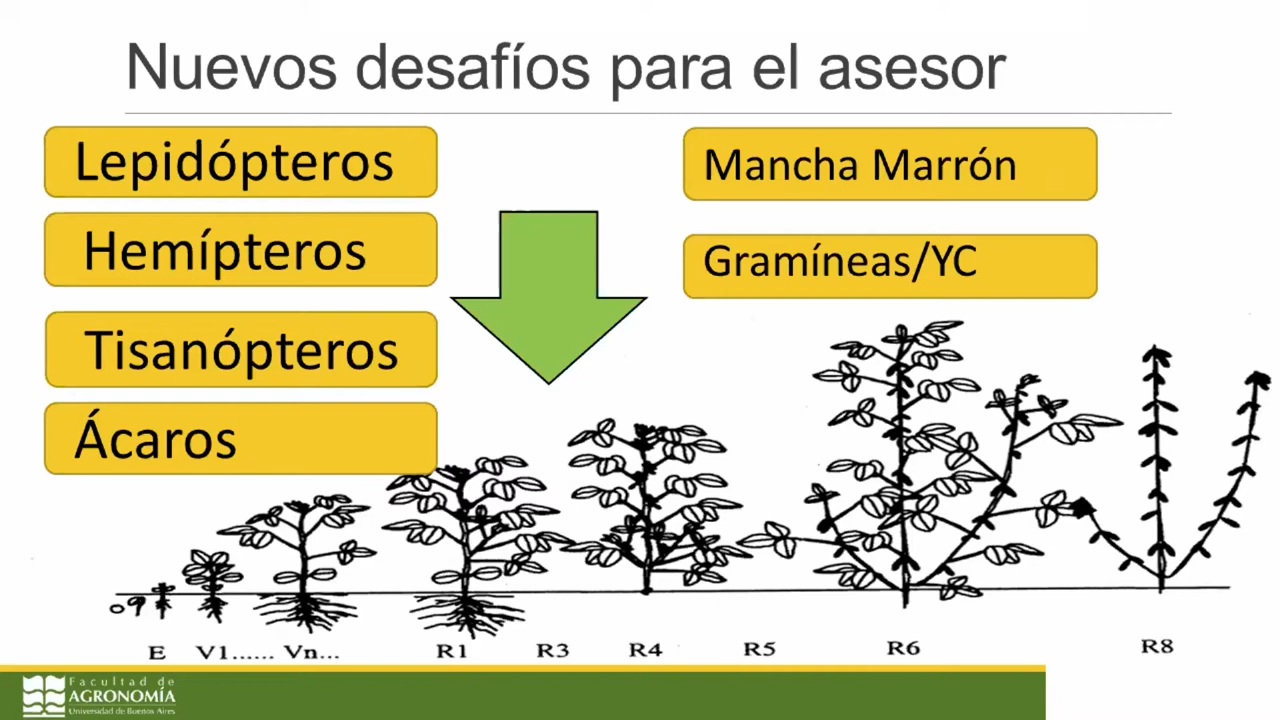 Nuevos desafíos para el asesor
Lepidópteros
Hemípteros
Tisanópteros
Ácaros
Mancha Marrón
Gramíneas/YC
E V1...... Vn... R1 R3 R4 R5 R6 R8
Facultad de
AGRONOMÍA
Universidad de Buenos Aires